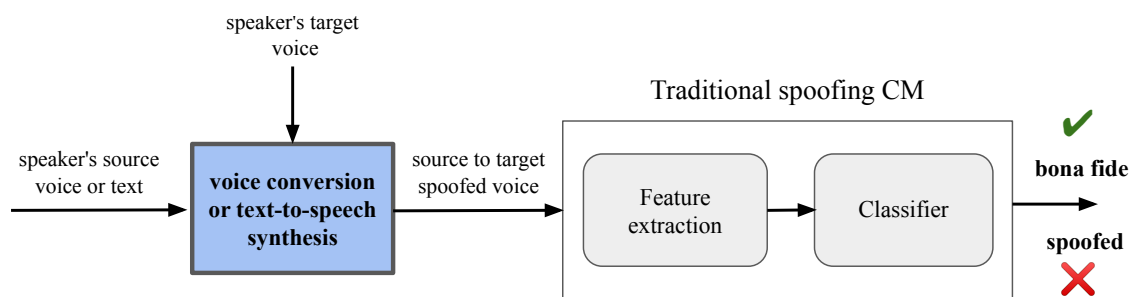 speaker's target
voice
Traditional spoofing CM
speaker's source
voice or text
voice conversion
or text-to-speech
synthesis
source to target
spoofed voice
Feature
extraction
Classifier
bona fide
spoofed